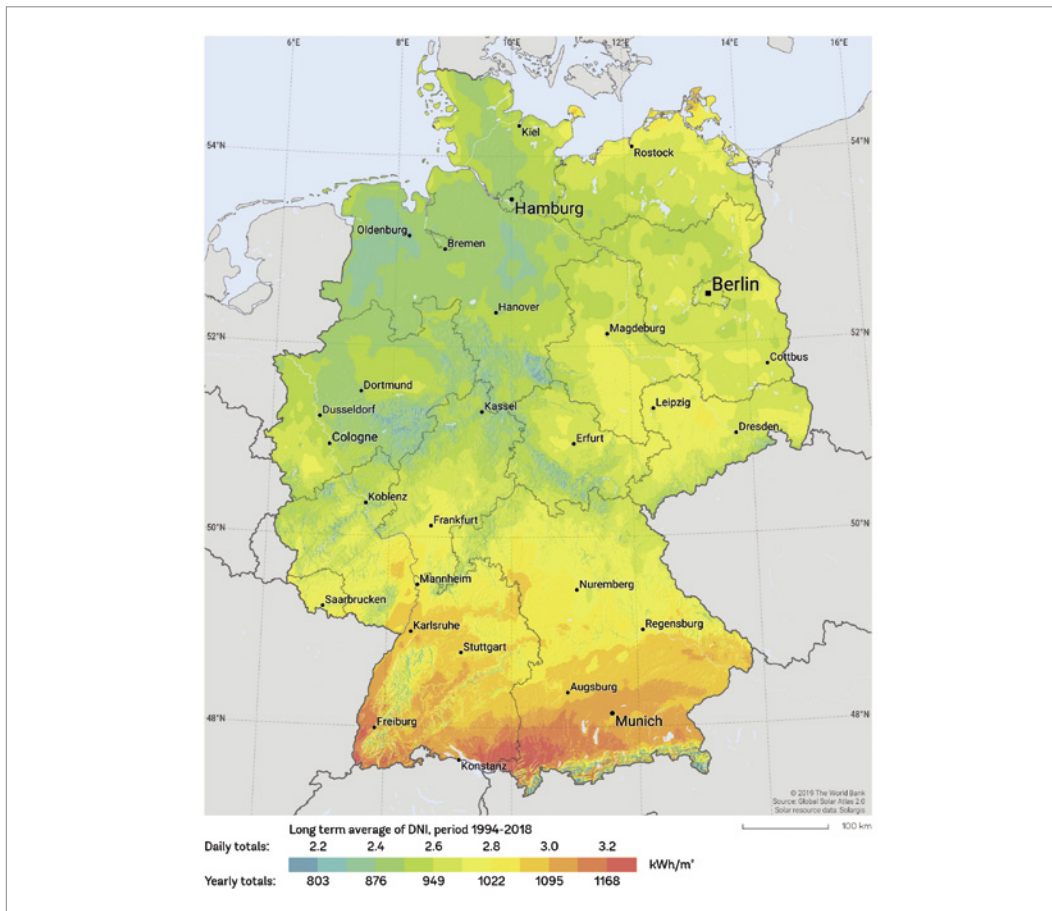 6°E 8°E 10°E 12°E 14°E 16°E
Kiel
54°N 54°N
Rostock
Hamburg
Oldenburg
Bremen
Berlin
Hanover
52°N Magdeburg 52°N
Cottbus
Dortmund
Dusseldorf Kassel Leipzig
Cologne Erfurt Dresden
Koblenz
50°N Frankfurt 50°N
Mannheim Nuremberg
Saarbrucken
Karlsruhe Regensburg
Stuttgart
Augsburg
48°N Freiburg Munich 48°N
Konstanz
© 2019 The World Bank
Source: Global Solar Atlas 2.0
Solar resource data: Solargis
100 km
Long term average of DNI, period 1994-2018
Daily totals: 2.2 2.4 2.6 2.8 3.0 3.2
kWh/m²
Yearly totals: 803 876 949 1022 1095 1168